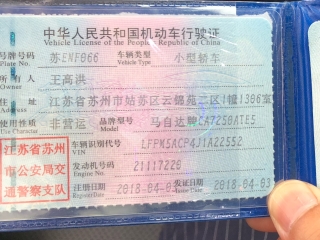 中华人民共和国机动车行驶证
Vehicle License of the People's Republic of China
号牌号码 苏ENF066 车辆类型 小型轿车
Plate No. Vehicle Type
所有人 王高洪
江苏省苏州市姑苏区云锦苑二区1幢1306室
使用性质 非营运 品牌型号 马自达牌CA7250ATE5
Use Character
江苏省苏州市公安局交通警察支队
车辆识别代号 LFPM5ACP4J1A22552
VIN
发动机号码 21117220
Engine No.
注册日期 2018-04-03 发证日期 2018-04-03
Register Date Issue Date